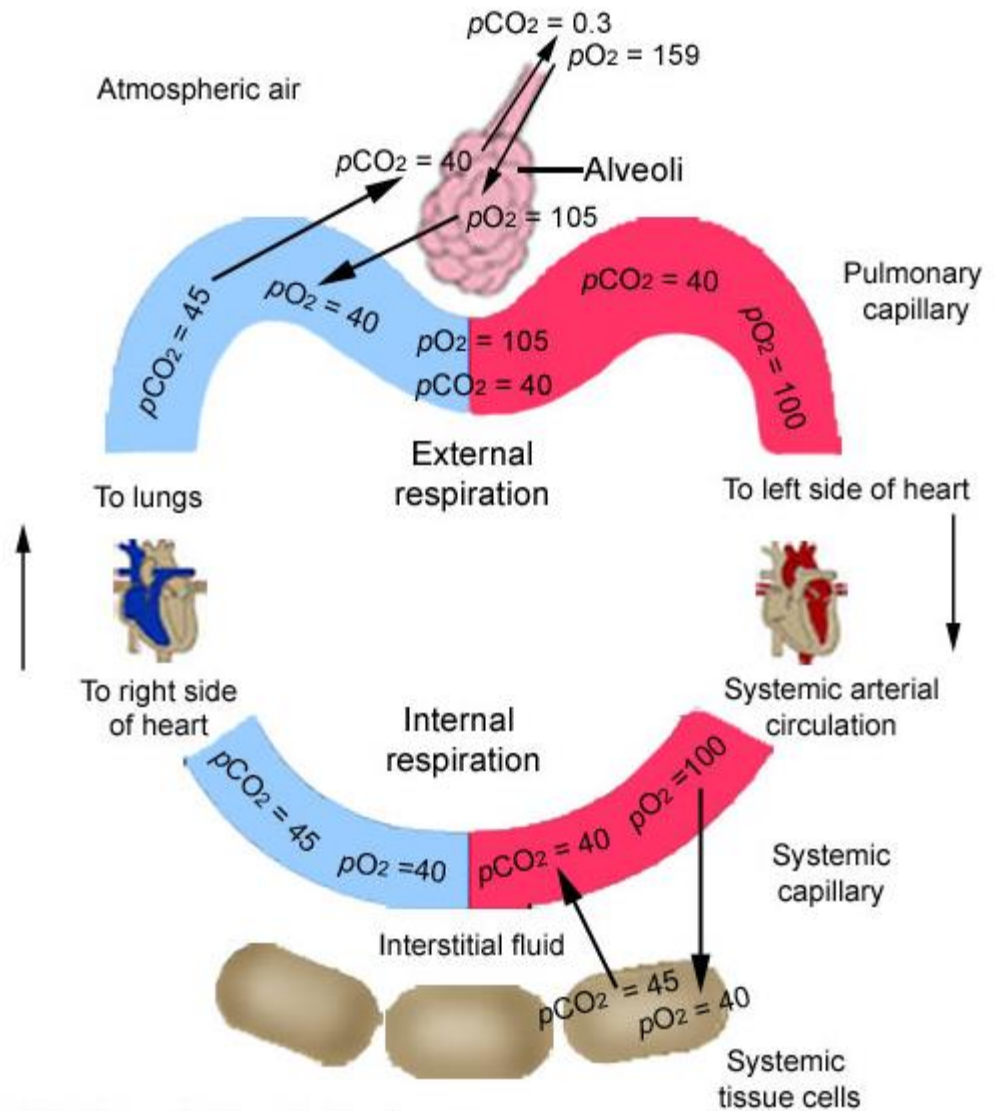 pCO2 = 0.3
pO2 = 159
Atmospheric air
pCO2 = 40
Alveoli
pO2 = 105
pCO2 = 45
pO2 = 40
pCO2 = 40
pO2 = 100
Pulmonary
capillary
pO2 = 105
pCO2 = 40
External
respiration
To lungs
To left side of heart
To right side
of heart
Internal
respiration
Systemic arterial
circulation
pCO2 = 45
pO2 =40
pCO2 = 40
pO2 =100
Systemic
capillary
Interstitial fluid
pCO2 = 45
pO2 = 40
Systemic
tissue cells